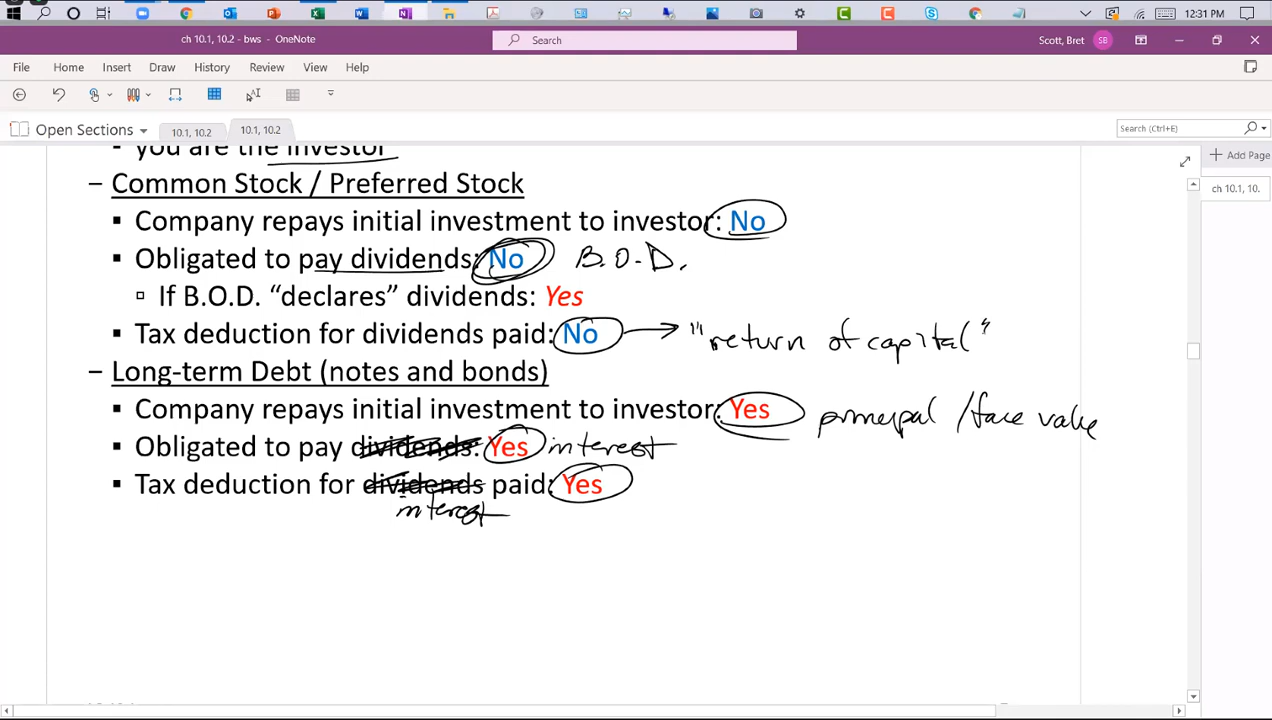 12:31 PM
ch 10.1, 10.2 - bws - OneNote
Search
Scott, Bret
SB
File Home Insert Draw History Review View Help
Open Sections
10.1, 10.2
10.1, 10.2
Search (Ctrl+E)
Add Page
ch 10.1, 10.
you are the investor
– Common Stock / Preferred Stock
▪ Company repays initial investment to investor: No
▪ Obligated to pay dividends: No B.O.D.
▫ If B.O.D. “declares” dividends: Yes
▪ Tax deduction for dividends paid: No → "return of capital"
– Long-term Debt (notes and bonds)
▪ Company repays initial investment to investor: Yes principal / face value
▪ Obligated to pay dividends: Yes interest
▪ Tax deduction for dividends paid: Yes
interest